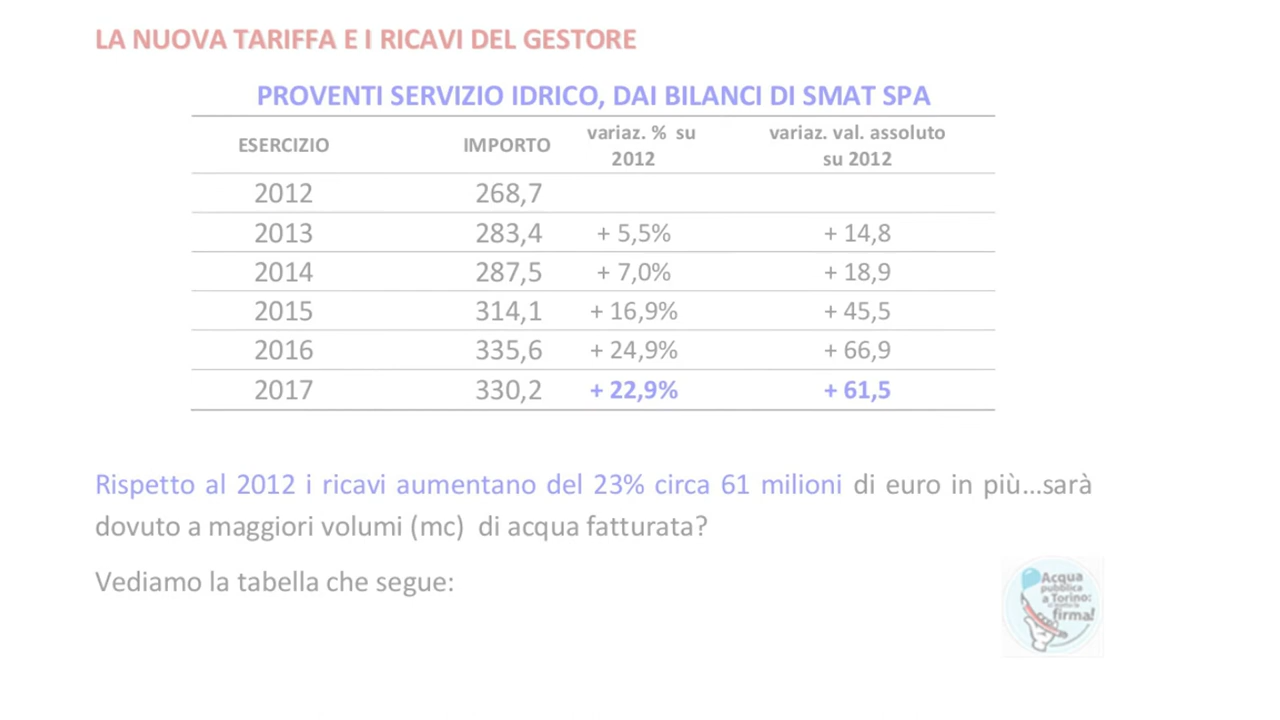 LA NUOVA TARIFFA E I RICAVI DEL GESTORE
PROVENTI SERVIZIO IDRICO, DAI BILANCI DI SMAT SPA
ESERCIZIO IMPORTO variaz. % su 2012 variaz. val. assoluto su 2012
2012 268,7
2013 283,4 + 5,5% + 14,8
2014 287,5 + 7,0% + 18,9
2015 314,1 + 16,9% + 45,5
2016 335,6 + 24,9% + 66,9
2017 330,2 + 22,9% + 61,5
Rispetto al 2012 i ricavi aumentano del 23% circa 61 milioni di euro in più...sarà
dovuto a maggiori volumi (mc) di acqua fatturata?
Vediamo la tabella che segue:
Acqua
pubblica
a Torino:
firma!